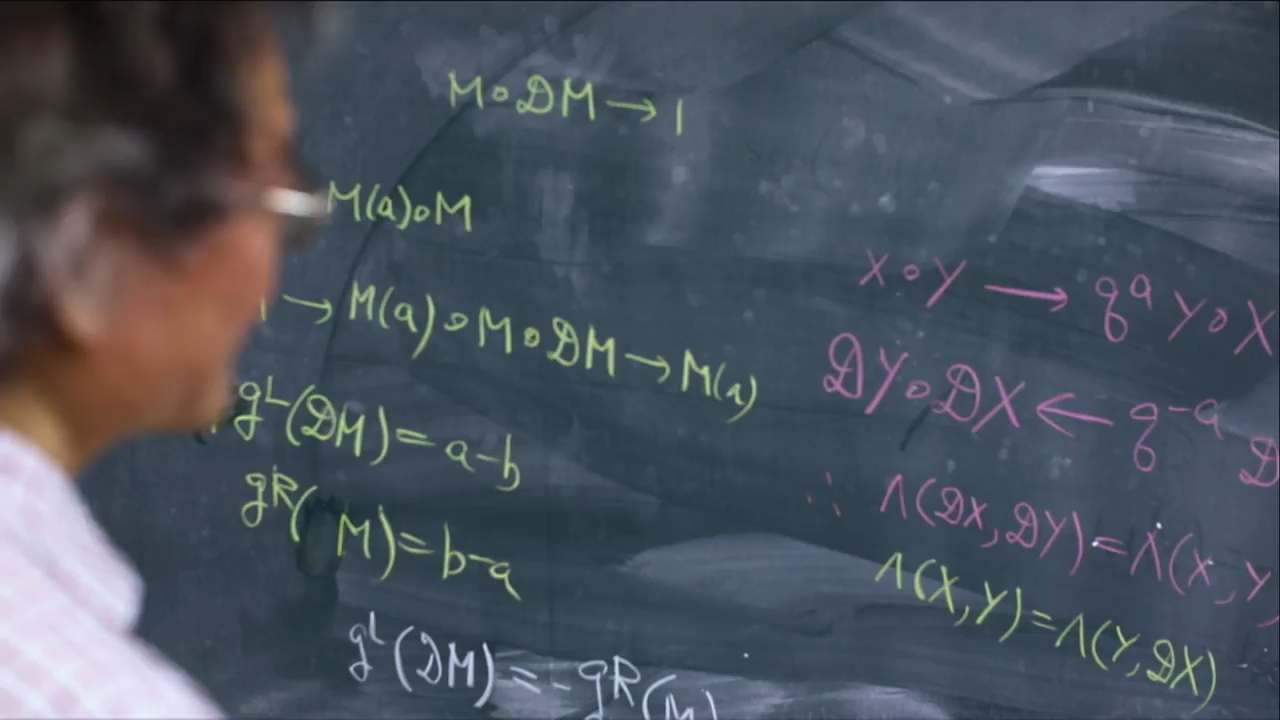 M∘𝒟M → 1
M(a)∘M
1 → M(a)∘M∘𝒟M → M(a)
g^L(𝒟M) = a-b
g^R(M) = b-a
g^L(𝒟M) = -g^R(M)
X∘Y → q^a Y∘X
𝒟Y∘𝒟X ← q^-a 𝒟
∴ Λ(𝒟X,𝒟Y) = Λ(X,Y)
Λ(X,Y) = Λ(Y,𝒟X)